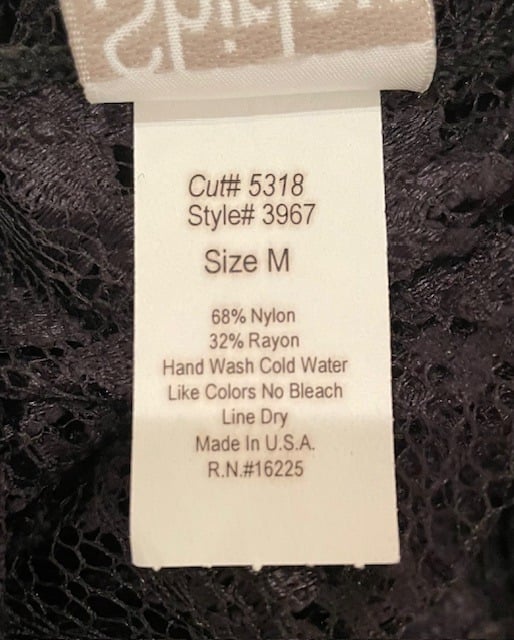 Cut# 5318
Style# 3967
Size M
68% Nylon
32% Rayon
Hand Wash Cold Water
Like Colors No Bleach
Line Dry
Made In U.S.A.
R.N.#16225